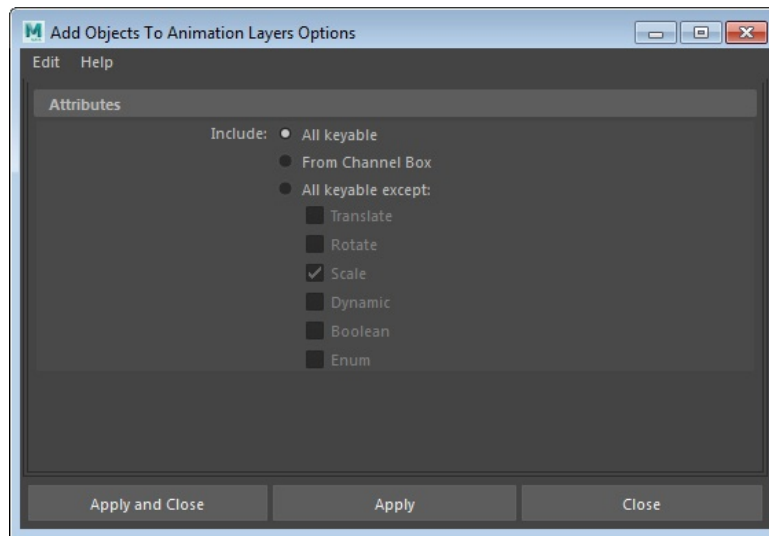 Add Objects To Animation Layers Options
Edit Help
Attributes
Include: All keyable
From Channel Box
All keyable except:
Translate
Rotate
Scale
Dynamic
Boolean
Enum
Apply and Close Apply Close